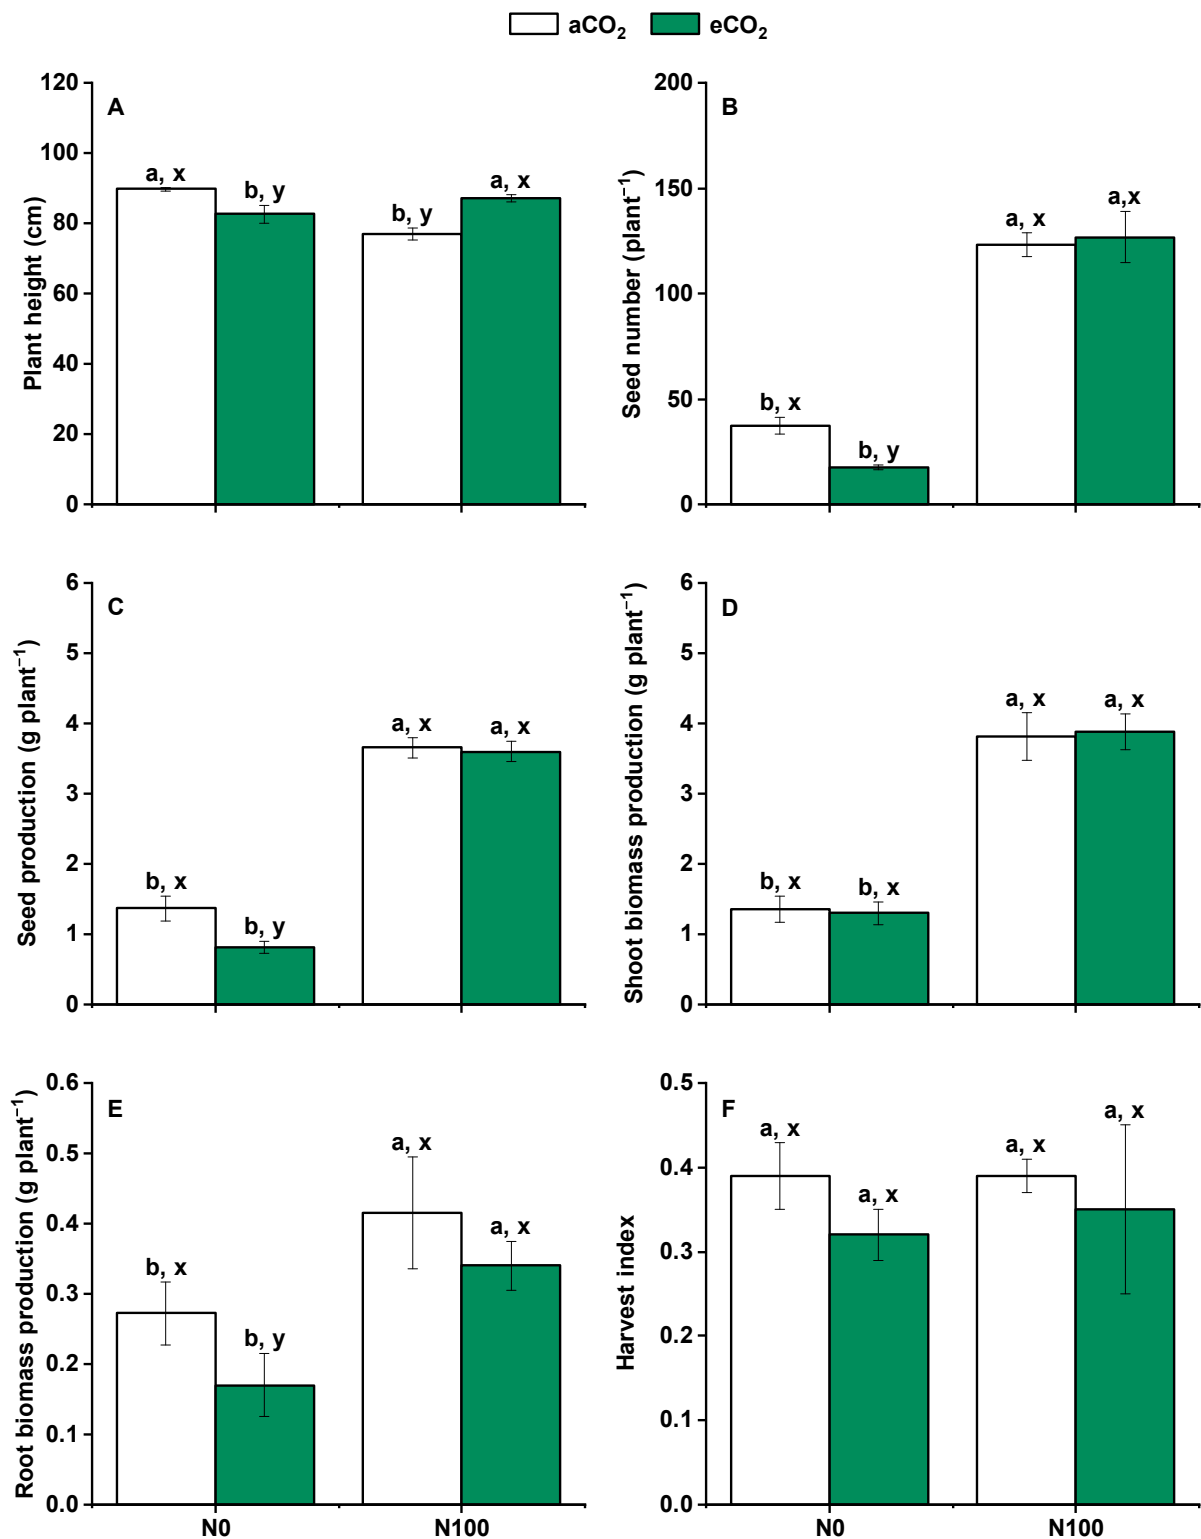 aCO₂ eCO₂
A
Plant height (cm)
120
100
80
60
40
20
0
a, x
b, y
b, y
a, x
B
Seed number (plant⁻¹)
200
150
100
50
0
b, x
b, y
a, x
a,x
C
Seed production (g plant⁻¹)
6
5
4
3
2
1
0
b, x
b, y
a, x
a, x
D
Shoot biomass production (g plant⁻¹)
6
5
4
3
2
1
0
b, x
b, x
a, x
a, x
E
Root biomass production (g plant⁻¹)
0.6
0.5
0.4
0.3
0.2
0.1
0.0
b, x
b, y
a, x
a, x
N0 N100
F
Harvest index
0.5
0.4
0.3
0.2
0.1
0.0
a, x
a, x
a, x
a, x
N0 N100